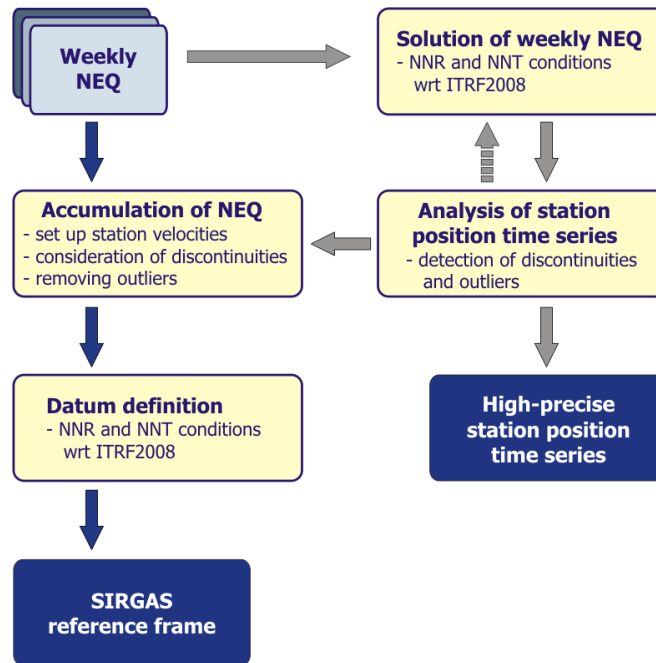 Weekly
NEQ
Solution of weekly NEQ
- NNR and NNT conditions
wrt ITRF2008
Accumulation of NEQ
- set up station velocities
- consideration of discontinuities
- removing outliers
Analysis of station
position time series
- detection of discontinuities
and outliers
Datum definition
- NNR and NNT conditions
wrt ITRF2008
High-precise
station position
time series
SIRGAS
reference frame